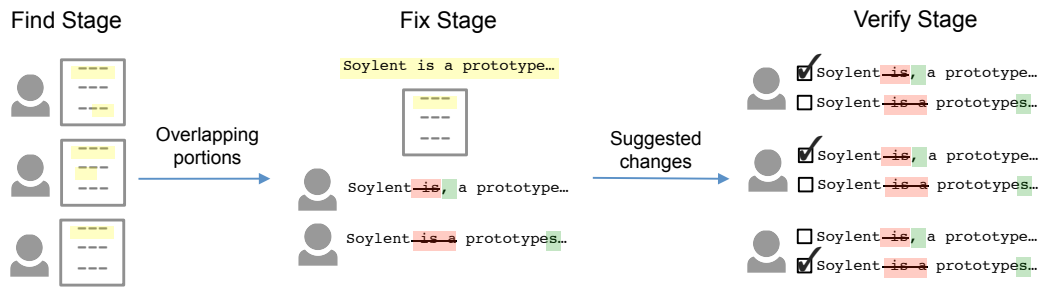 Find Stage
Fix Stage
Verify Stage
Overlapping
portions
Soylent is a prototype…
Soylent is, a prototype…
Soylent is a prototypes…
Suggested
changes
Soylent is, a prototype…
Soylent is a prototypes…
Soylent is, a prototype…
Soylent is a prototypes…
Soylent is, a prototype…
Soylent is a prototypes…